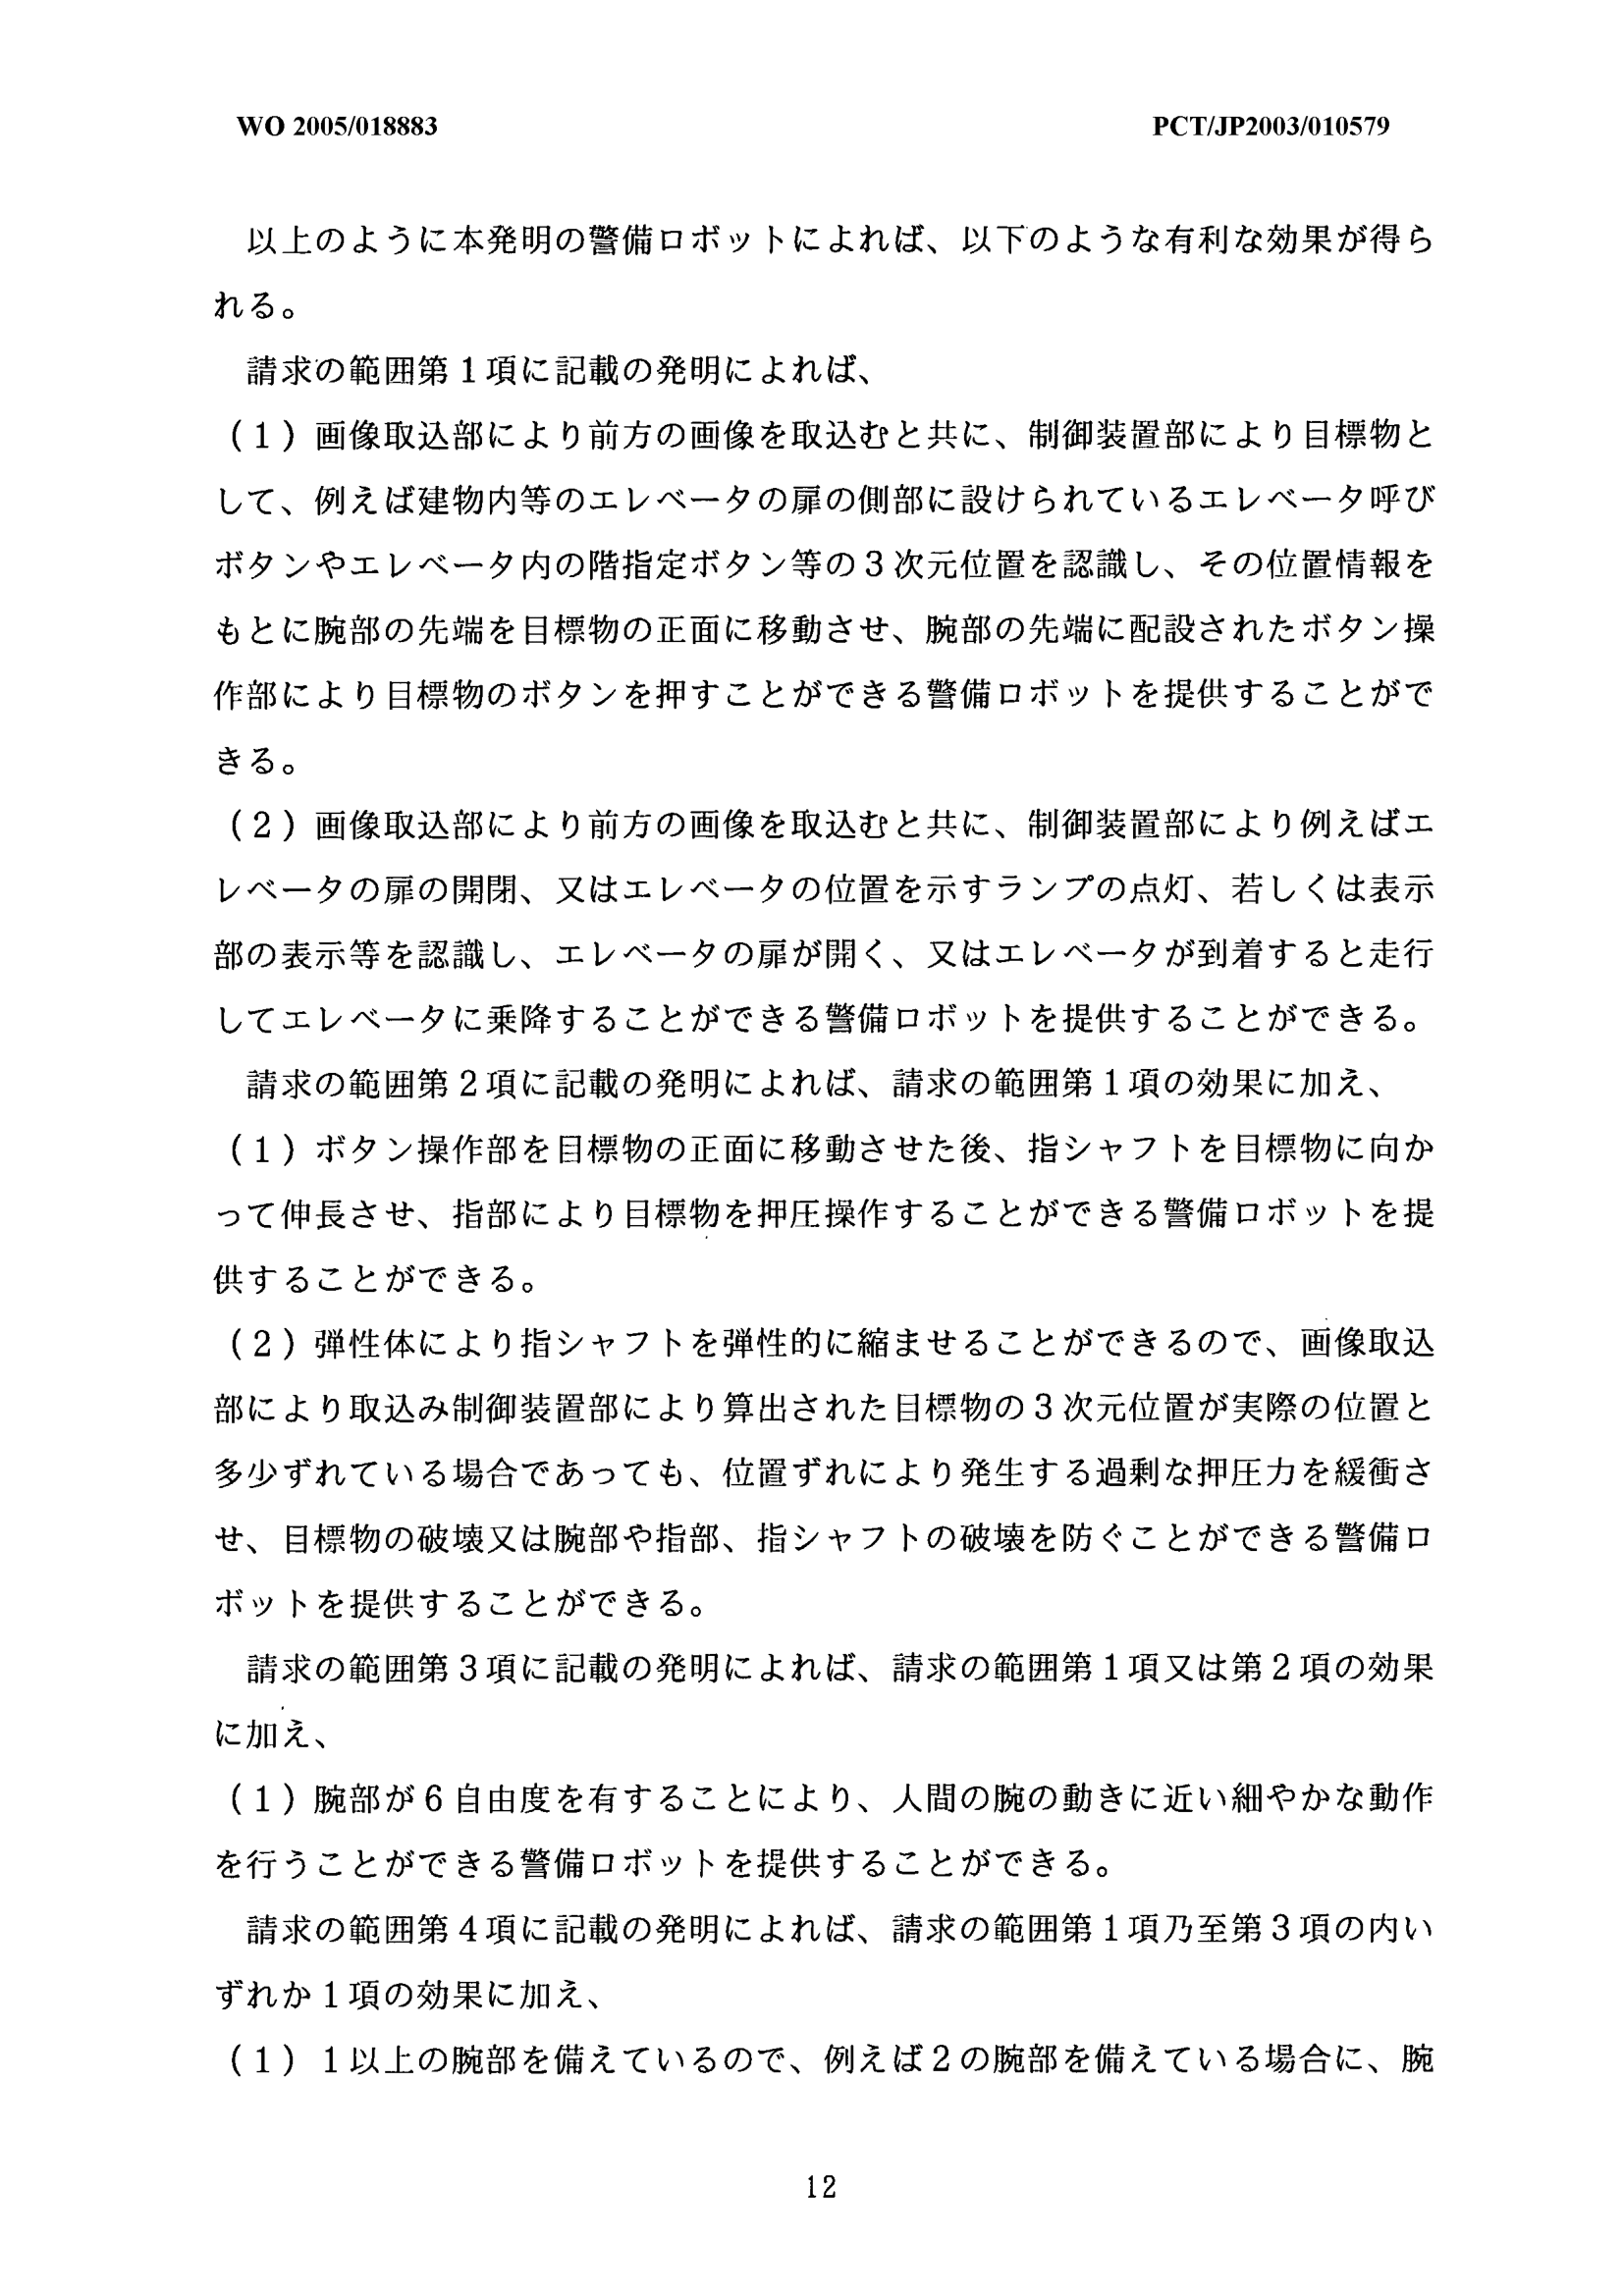 WO 2005/018883 PCT/JP2003/010579
以上のように本発明の警備ロボットによれば、以下のような有利な効果が得ら
れる。
請求の範囲第1項に記載の発明によれば、
(1)画像取込部により前方の画像を取込むと共に、制御装置部により目標物と
して、例えば建物内等のエレベータの扉の側部に設けられているエレベータ呼び
ボタンやエレベータ内の階指定ボタン等の3次元位置を認識し、その位置情報を
もとに腕部の先端を目標物の正面に移動させ、腕部の先端に配設されたボタン操
作部により目標物のボタンを押すことができる警備ロボットを提供することがで
きる。
(2)画像取込部により前方の画像を取込むと共に、制御装置部により例えばエ
レベータの扉の開閉、又はエレベータの位置を示すランプの点灯、若しくは表示
部の表示等を認識し、エレベータの扉が開く、又はエレベータが到着すると走行
してエレベータに乗降することができる警備ロボットを提供することができる。
請求の範囲第2項に記載の発明によれば、請求の範囲第1項の効果に加え、
(1)ボタン操作部を目標物の正面に移動させた後、指シャフトを目標物に向か
って伸長させ、指部により目標物を押圧操作することができる警備ロボットを提
供することができる。
(2)弾性体により指シャフトを弾性的に縮ませることができるので、画像取込
部により取込み制御装置部により算出された目標物の3次元位置が実際の位置と
多少ずれている場合であっても、位置ずれにより発生する過剰な押圧力を緩衝さ
せ、目標物の破壊又は腕部や指部、指シャフトの破壊を防ぐことができる警備ロ
ボットを提供することができる。
請求の範囲第3項に記載の発明によれば、請求の範囲第1項又は第2項の効果
に加え、
(1)腕部が6自由度を有することにより、人間の腕の動きに近い細やかな動作
を行うことができる警備ロボットを提供することができる。
請求の範囲第4項に記載の発明によれば、請求の範囲第1項乃至第3項の内い
ずれか1項の効果に加え、
(1)1以上の腕部を備えているので、例えば2の腕部を備えている場合に、腕
12